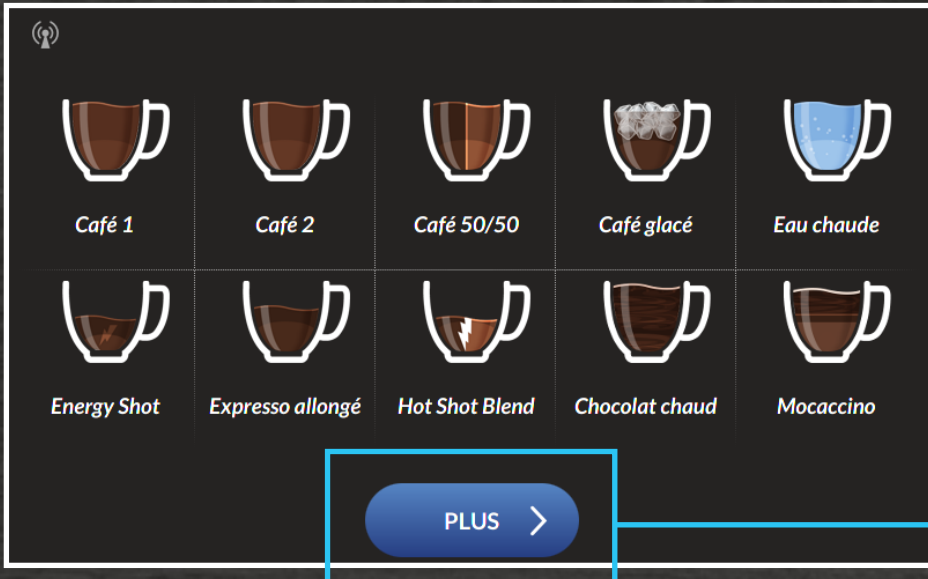 Café 1
Café 2
Café 50/50
Café glacé
Eau chaude
Energy Shot
Expresso allongé
Hot Shot Blend
Chocolat chaud
Mocaccino
PLUS